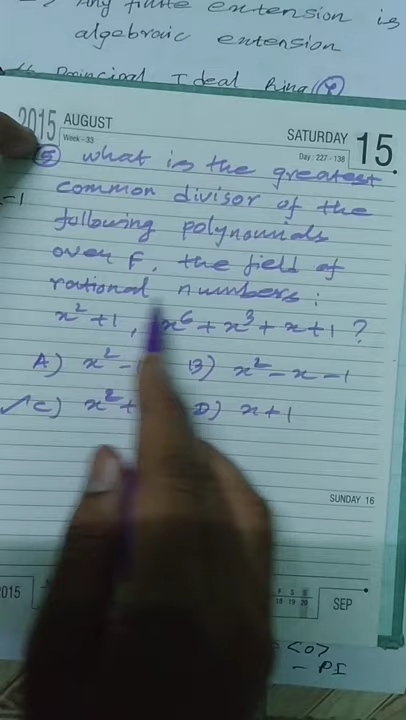 Any finite extension is
algebraic extension
Principal Ideal Ring
2015 AUGUST
Week - 33
SATURDAY 15
Day : 227 - 138
5 What is the greatest
common divisor of the
following polynomials
over F, the field of
rational numbers:
x² + 1, x⁶ + x³ + x + 1 ?
A) x² - B) x² - x - 1
✓C) x² + D) x + 1
SUNDAY 16
2015
SEP
- PI